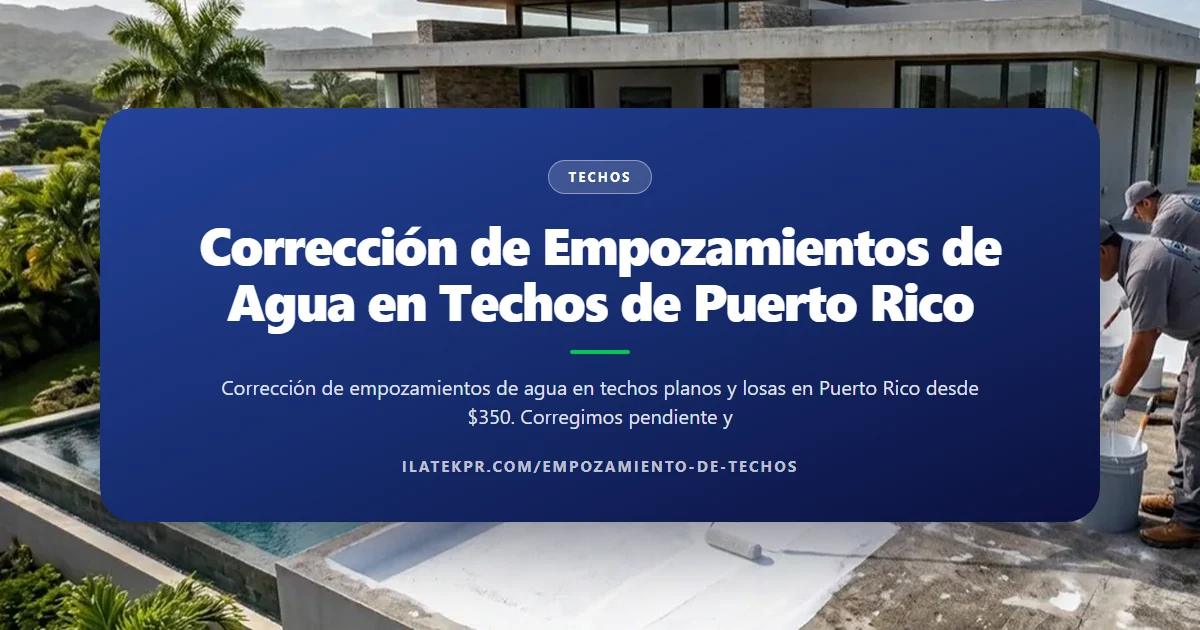 TECHOS
Corrección de Empozamientos de
Agua en Techos de Puerto Rico
Corrección de empozamientos de agua en techos planos y losas en Puerto Rico desde
$350. Corregimos pendiente y
ILATEKPR.COM/EMPOZAMIENTO-DE-TECHOS